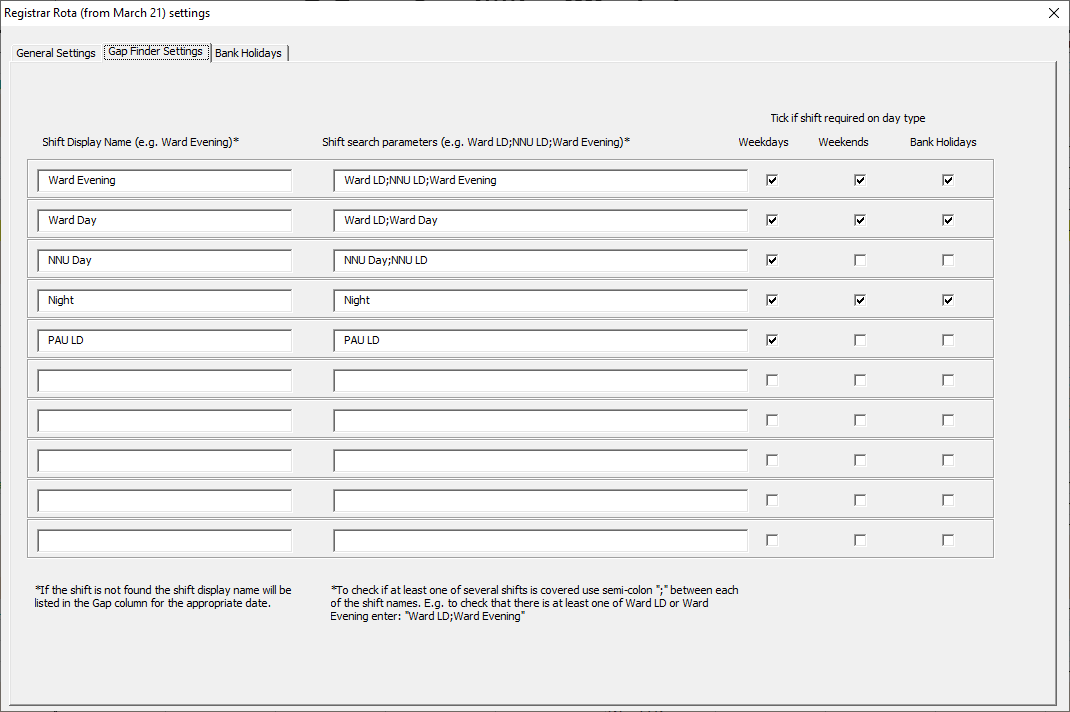 Registrar Rota (from March 21) settings
General Settings Gap Finder Settings Bank Holidays
Tick if shift required on day type
Shift Display Name (e.g. Ward Evening)* Shift search parameters (e.g. Ward LD;NNU LD;Ward Evening)* Weekdays Weekends Bank Holidays
Ward Evening Ward LD;NNU LD;Ward Evening
Ward Day Ward LD;Ward Day
NNU Day NNU Day;NNU LD
Night Night
PAU LD PAU LD
*If the shift is not found the shift display name will be
listed in the Gap column for the appropriate date.
*To check if at least one of several shifts is covered use semi-colon ";" between each
of the shift names. E.g. to check that there is at least one of Ward LD or Ward
Evening enter: "Ward LD;Ward Evening"